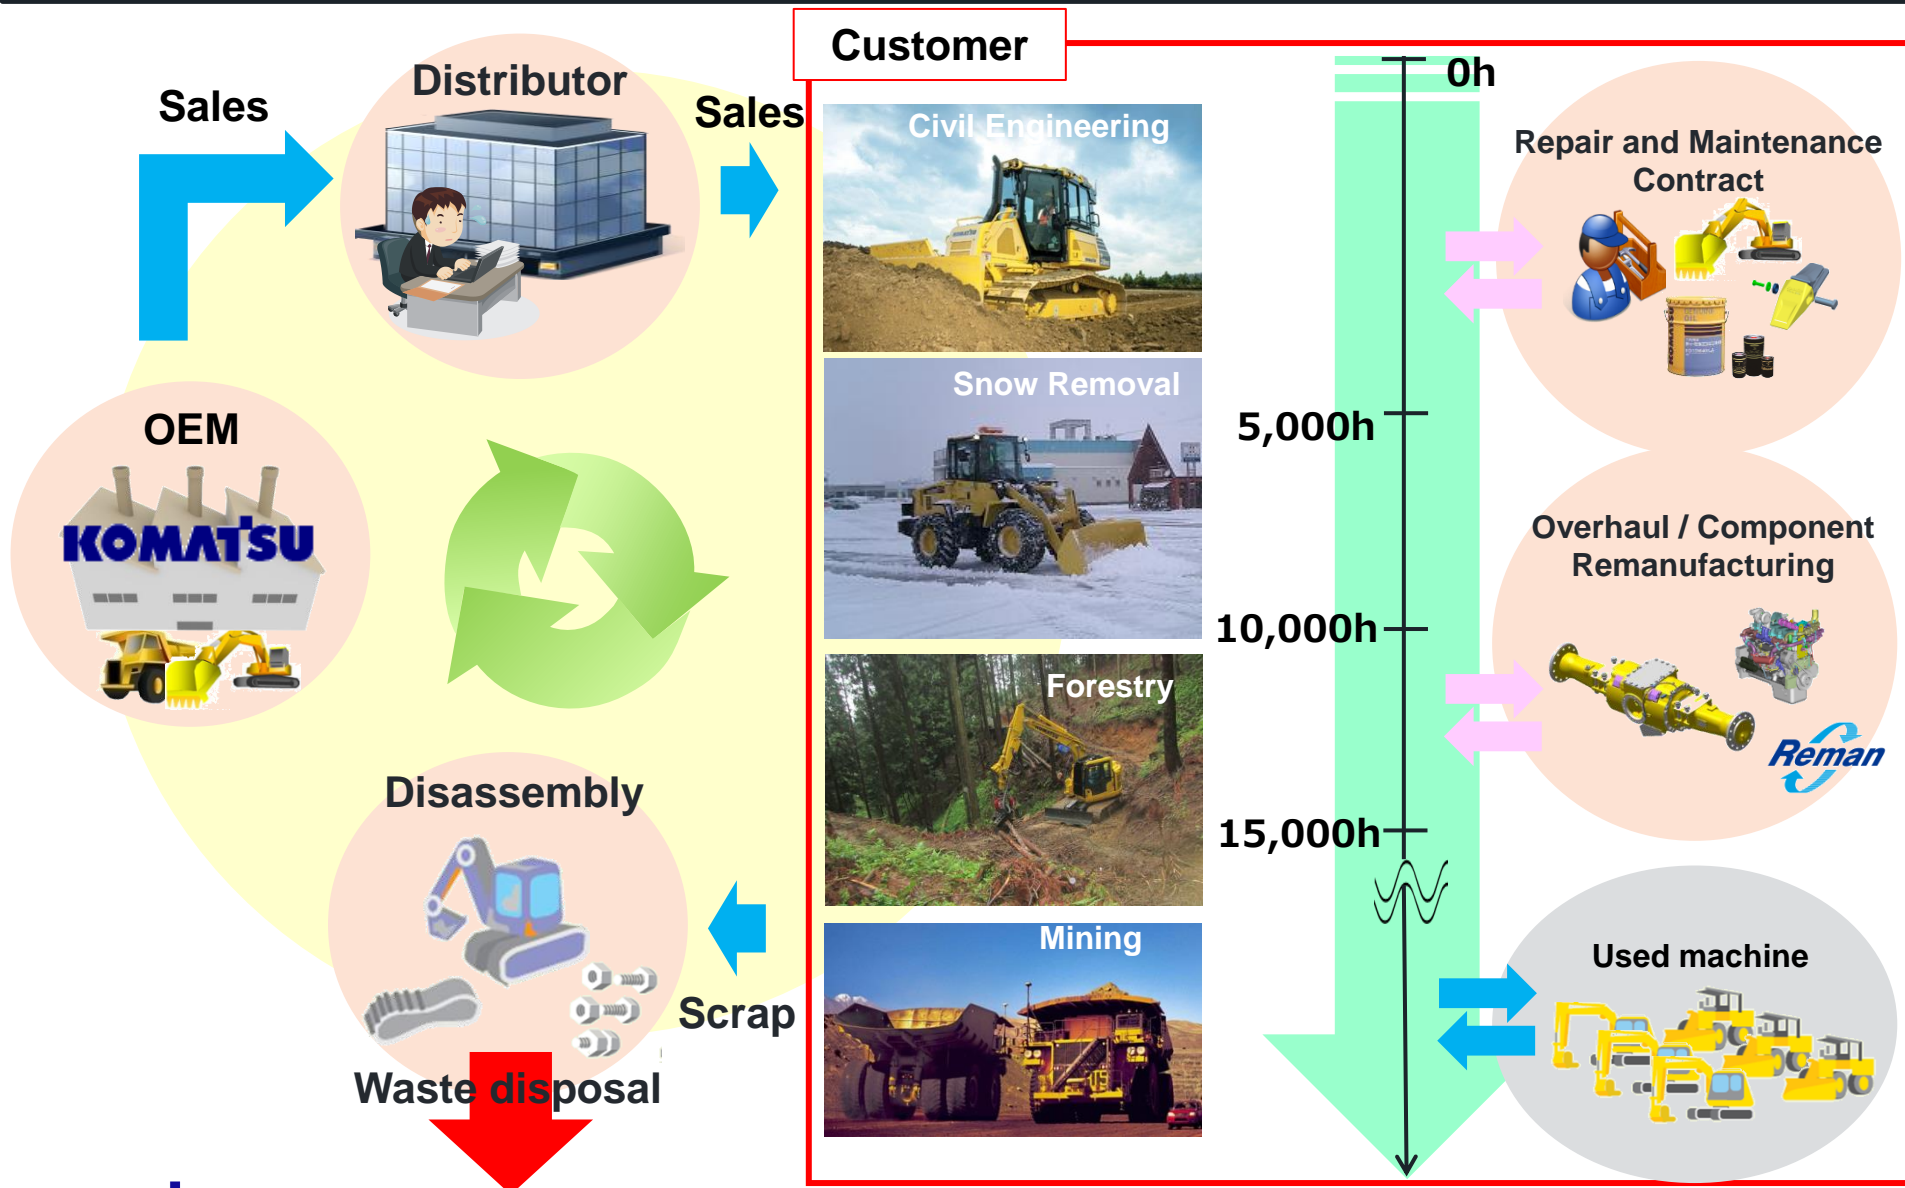 Customer
Distributor
Sales
Sales
OEM
KOMATSU
Disassembly
Scrap
Waste disposal
Civil Engineering
Snow Removal
Forestry
Mining
0h
5,000h
10,000h
15,000h
Repair and Maintenance
Contract
Overhaul / Component
Remanufacturing
Reman
Used machine